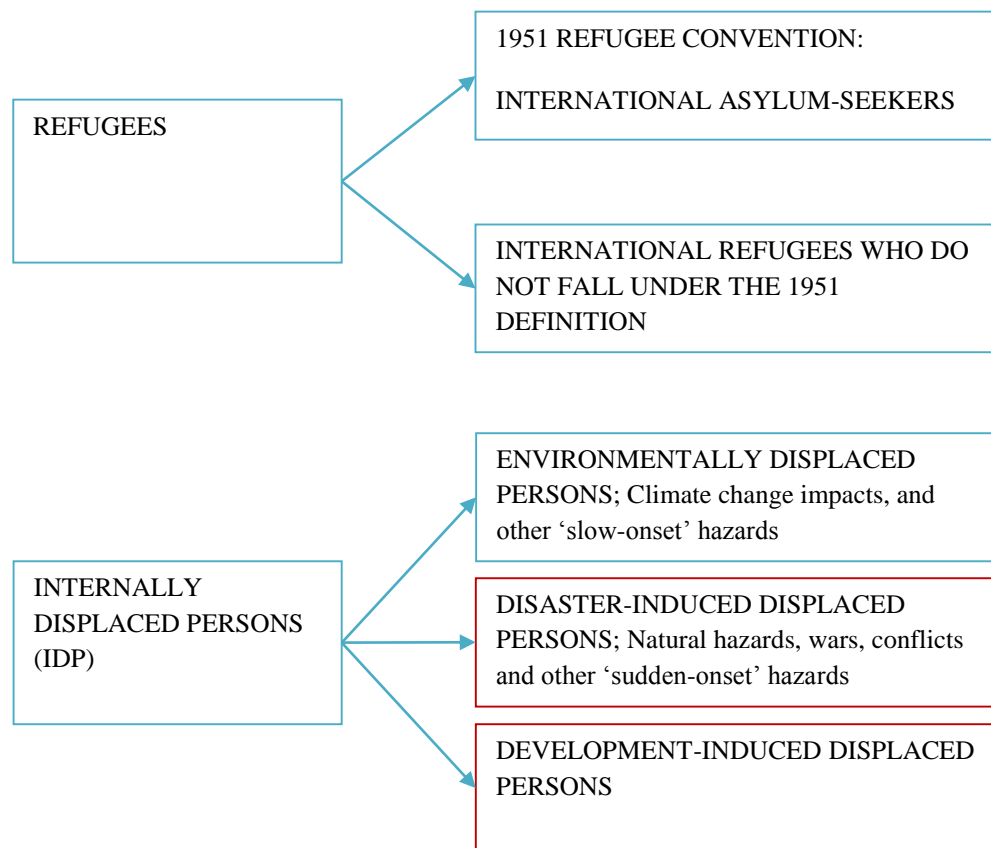 REFUGEES
1951 REFUGEE CONVENTION:
INTERNATIONAL ASYLUM-SEEKERS
INTERNATIONAL REFUGEES WHO DO
NOT FALL UNDER THE 1951
DEFINITION
INTERNALLY
DISPLACED PERSONS
(IDP)
ENVIRONMENTALLY DISPLACED
PERSONS; Climate change impacts, and
other ‘slow-onset’ hazards
DISASTER-INDUCED DISPLACED
PERSONS; Natural hazards, wars, conflicts
and other ‘sudden-onset’ hazards
DEVELOPMENT-INDUCED DISPLACED
PERSONS